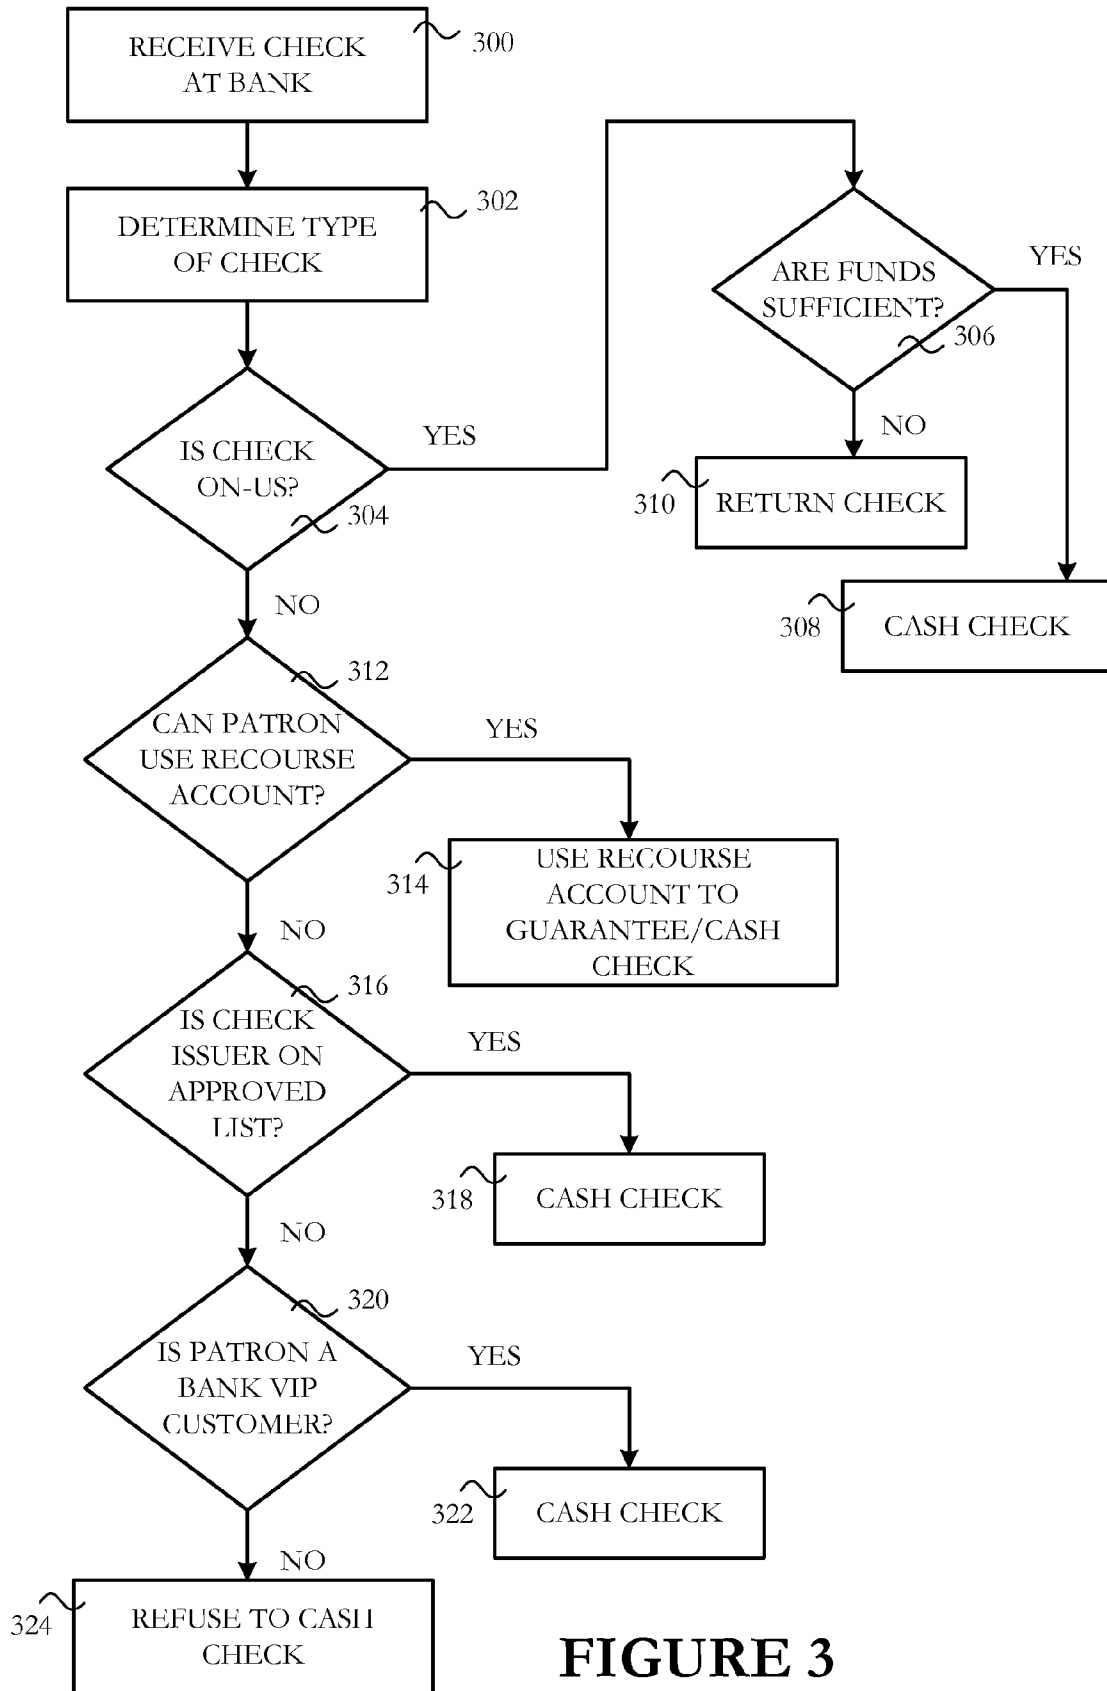 RECEIVE CHECK
AT BANK
300
DETERMINE TYPE
OF CHECK
302
IS CHECK
ON-US?
304
YES
ARE FUNDS
SUFFICIENT?
306
YES
NO
310
RETURN CHECK
308
CASH CHECK
NO
312
CAN PATRON
USE RECOURSE
ACCOUNT?
YES
314
USE RECOURSE
ACCOUNT TO
GUARANTEE/CASH
CHECK
NO
316
IS CHECK
ISSUER ON
APPROVED
LIST?
YES
318
CASH CHECK
NO
320
IS PATRON A
BANK VIP
CUSTOMER?
YES
322
CASH CHECK
NO
324
REFUSE TO CASH
CHECK
FIGURE 3